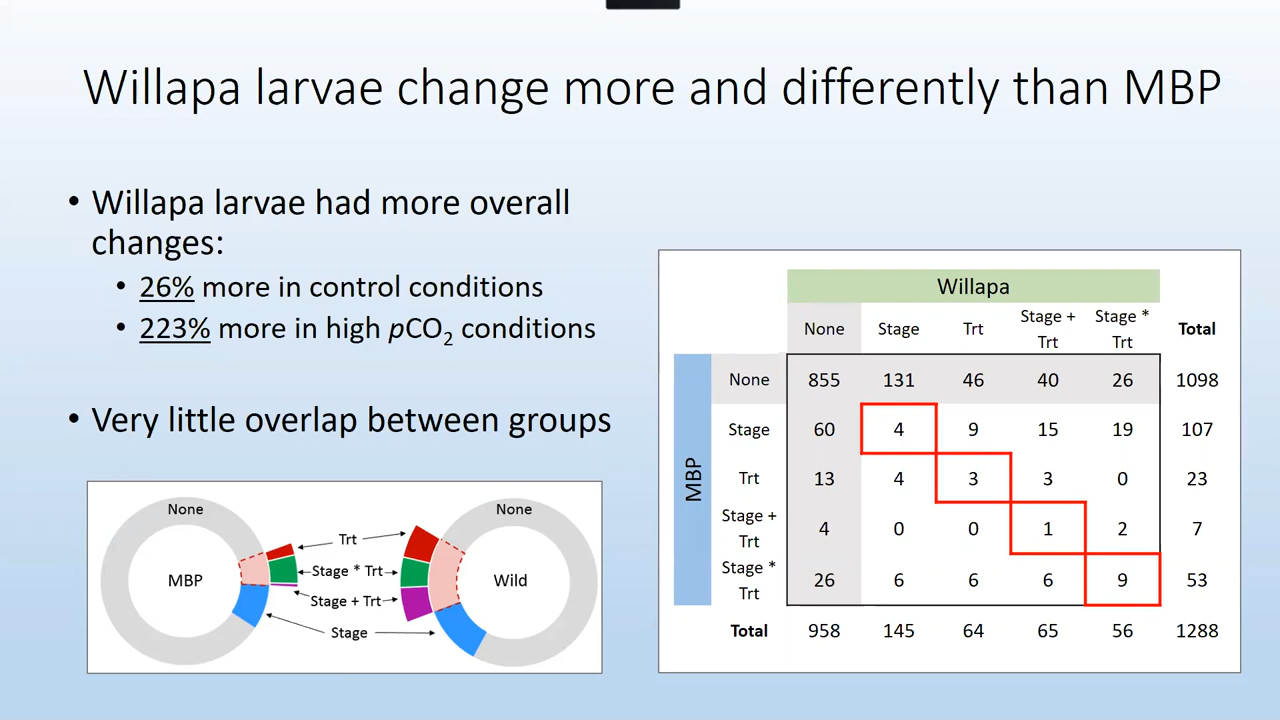 Willapa larvae change more and differently than MBP
• Willapa larvae had more overall
changes:
• 26% more in control conditions
• 223% more in high pCO2 conditions
• Very little overlap between groups
None
MBP
Trt
Stage * Trt
Stage + Trt
Stage
None
Wild
Willapa
None Stage Trt Stage + Trt Stage * Trt Total
MBP
None 855 131 46 40 26 1098
Stage 60 4 9 15 19 107
Trt 13 4 3 3 0 23
Stage + Trt 4 0 0 1 2 7
Stage * Trt 26 6 6 6 9 53
Total 958 145 64 65 56 1288